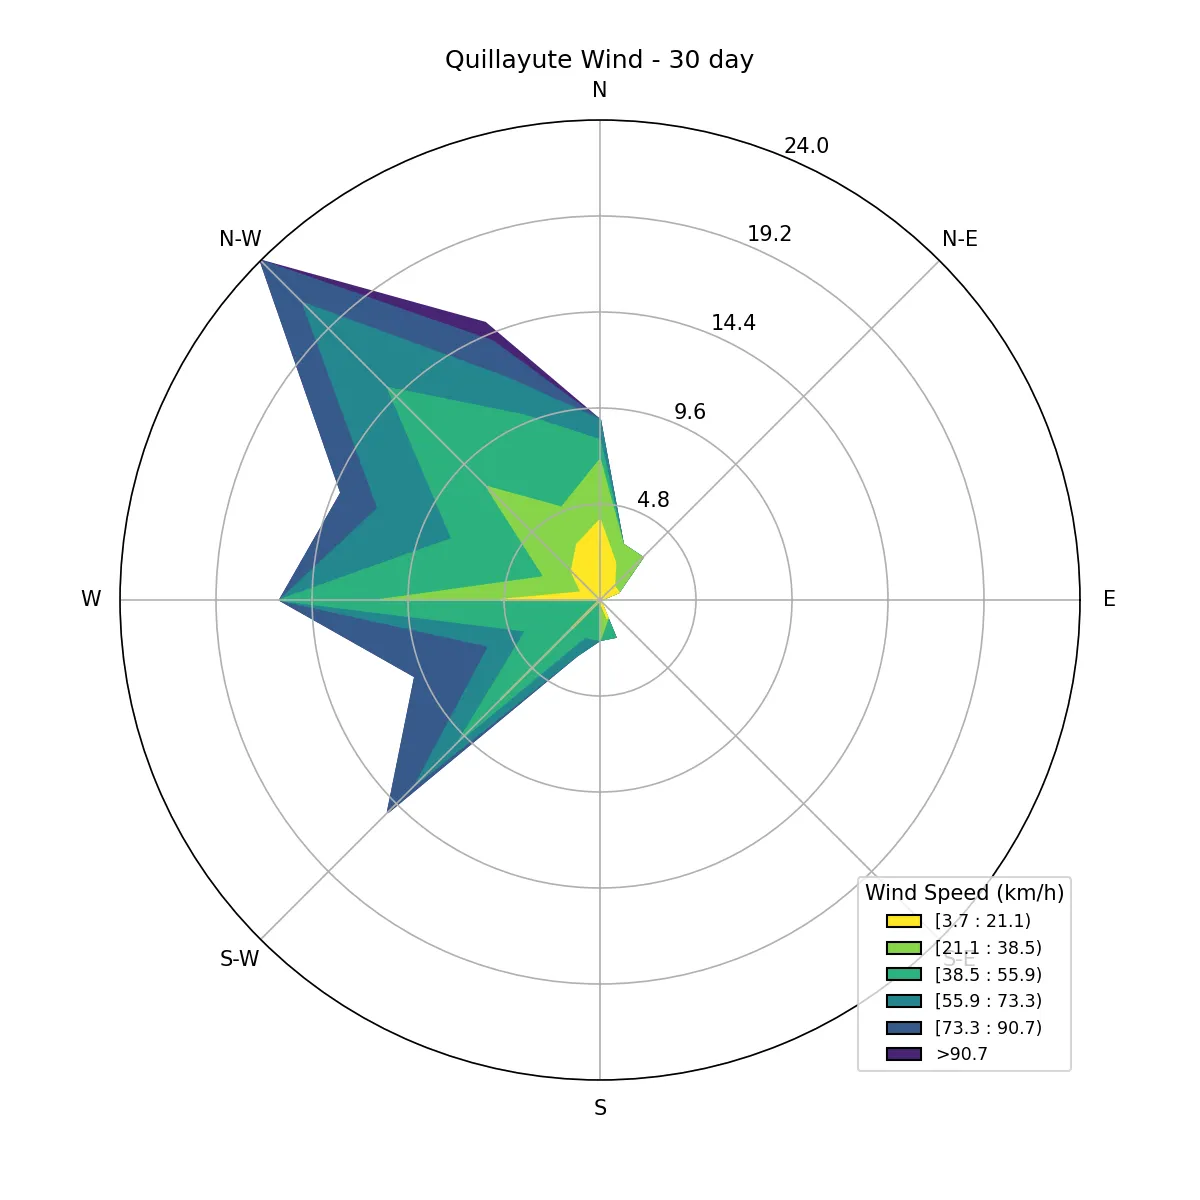 Quillayute Wind - 30 day
N
24.0
19.2
N-W
N-E
14.4
9.6
4.8
W
E
S-W
S-E
Wind Speed (km/h)
[3.7 : 21.1)
[21.1 : 38.5)
[38.5 : 55.9)
[55.9 : 73.3)
[73.3 : 90.7)
>90.7
S